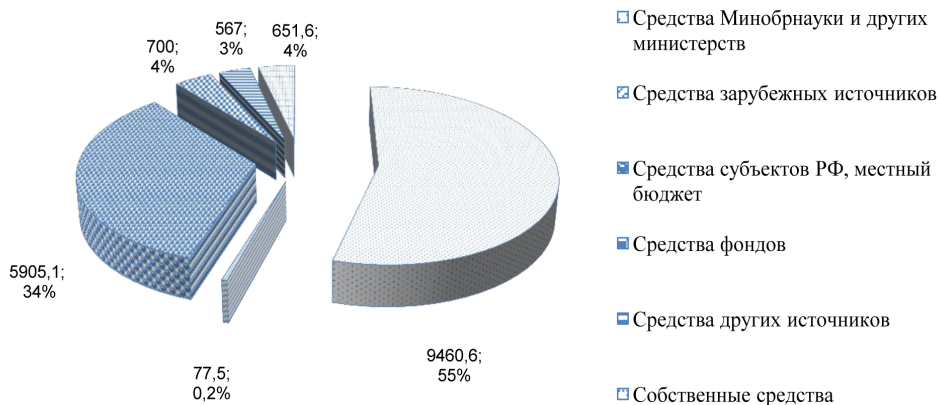 700;
4%
567
3%
651,6;
4%
5905,1;
34%
77,5;
0,2%
9460,6;
55%
Средства Минобрнауки и других
министерств
Средства зарубежных источников
Средства субъектов РФ, местный
бюджет
Средства фондов
Средства других источников
Собственные средства